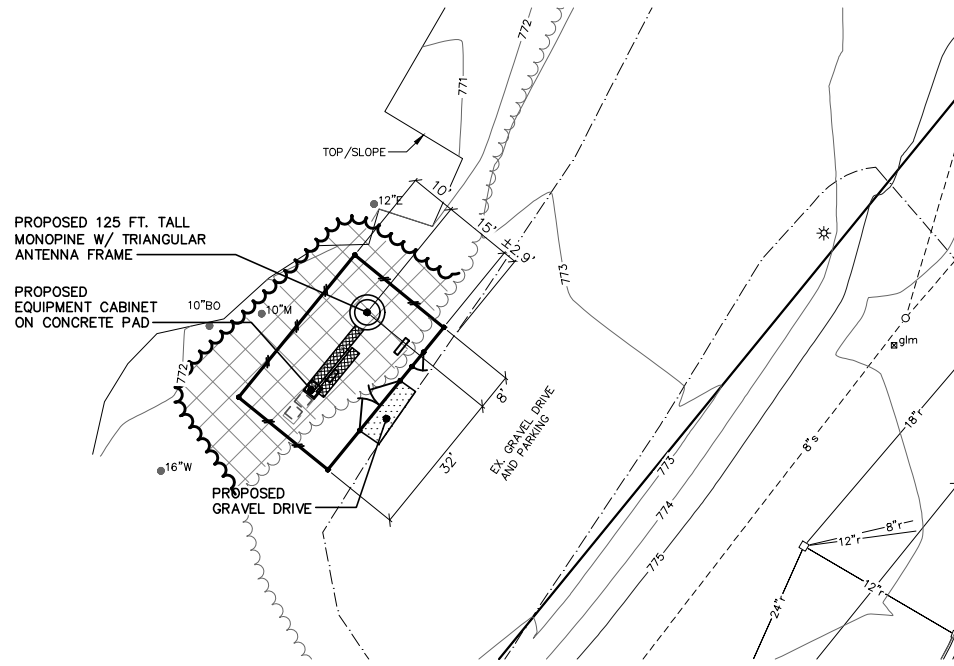 772
771
TOP/SLOPE
10'
12"E
15'
±2.9'
PROPOSED 125 FT. TALL
MONOPINE W/ TRIANGULAR
ANTENNA FRAME
773
PROPOSED
EQUIPMENT CABINET
ON CONCRETE PAD
10"BO
10"M
glm
772
8'
EX. GRAVEL DRIVE
AND PARKING
18"r
8"s
32'
16"W
773
PROPOSED
GRAVEL DRIVE
774
8"r
12"r
775
12"r
24"r